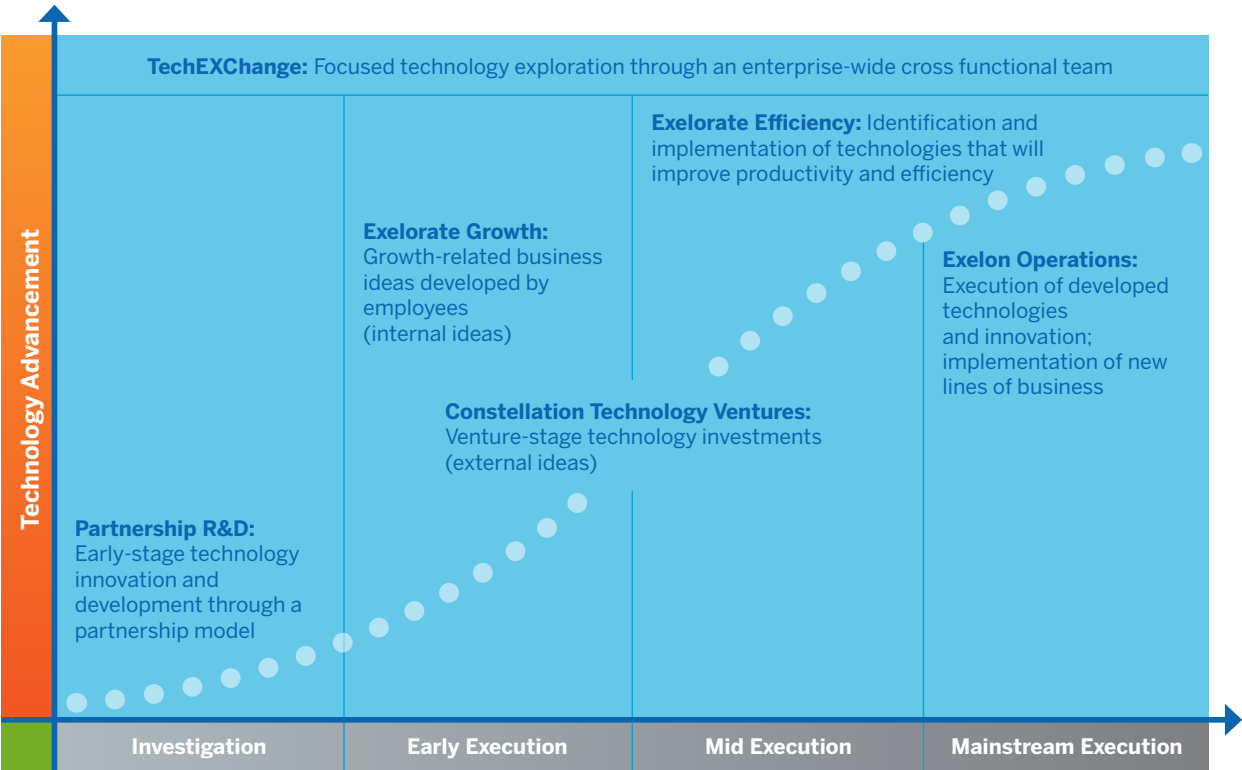 TechEXChange: Focused technology exploration through an enterprise-wide cross functional team
Exelorate Efficiency: Identification and
implementation of technologies that will
improve productivity and efficiency
Exelorate Growth:
Growth-related business
ideas developed by
employees
(internal ideas)
Exelon Operations:
Execution of developed
technologies
and innovation;
implementation of new
lines of business
Constellation Technology Ventures:
Venture-stage technology investments
(external ideas)
Partnership R&D:
Early-stage technology
innovation and
development through a
partnership model
Technology Advancement
Investigation
Early Execution
Mid Execution
Mainstream Execution